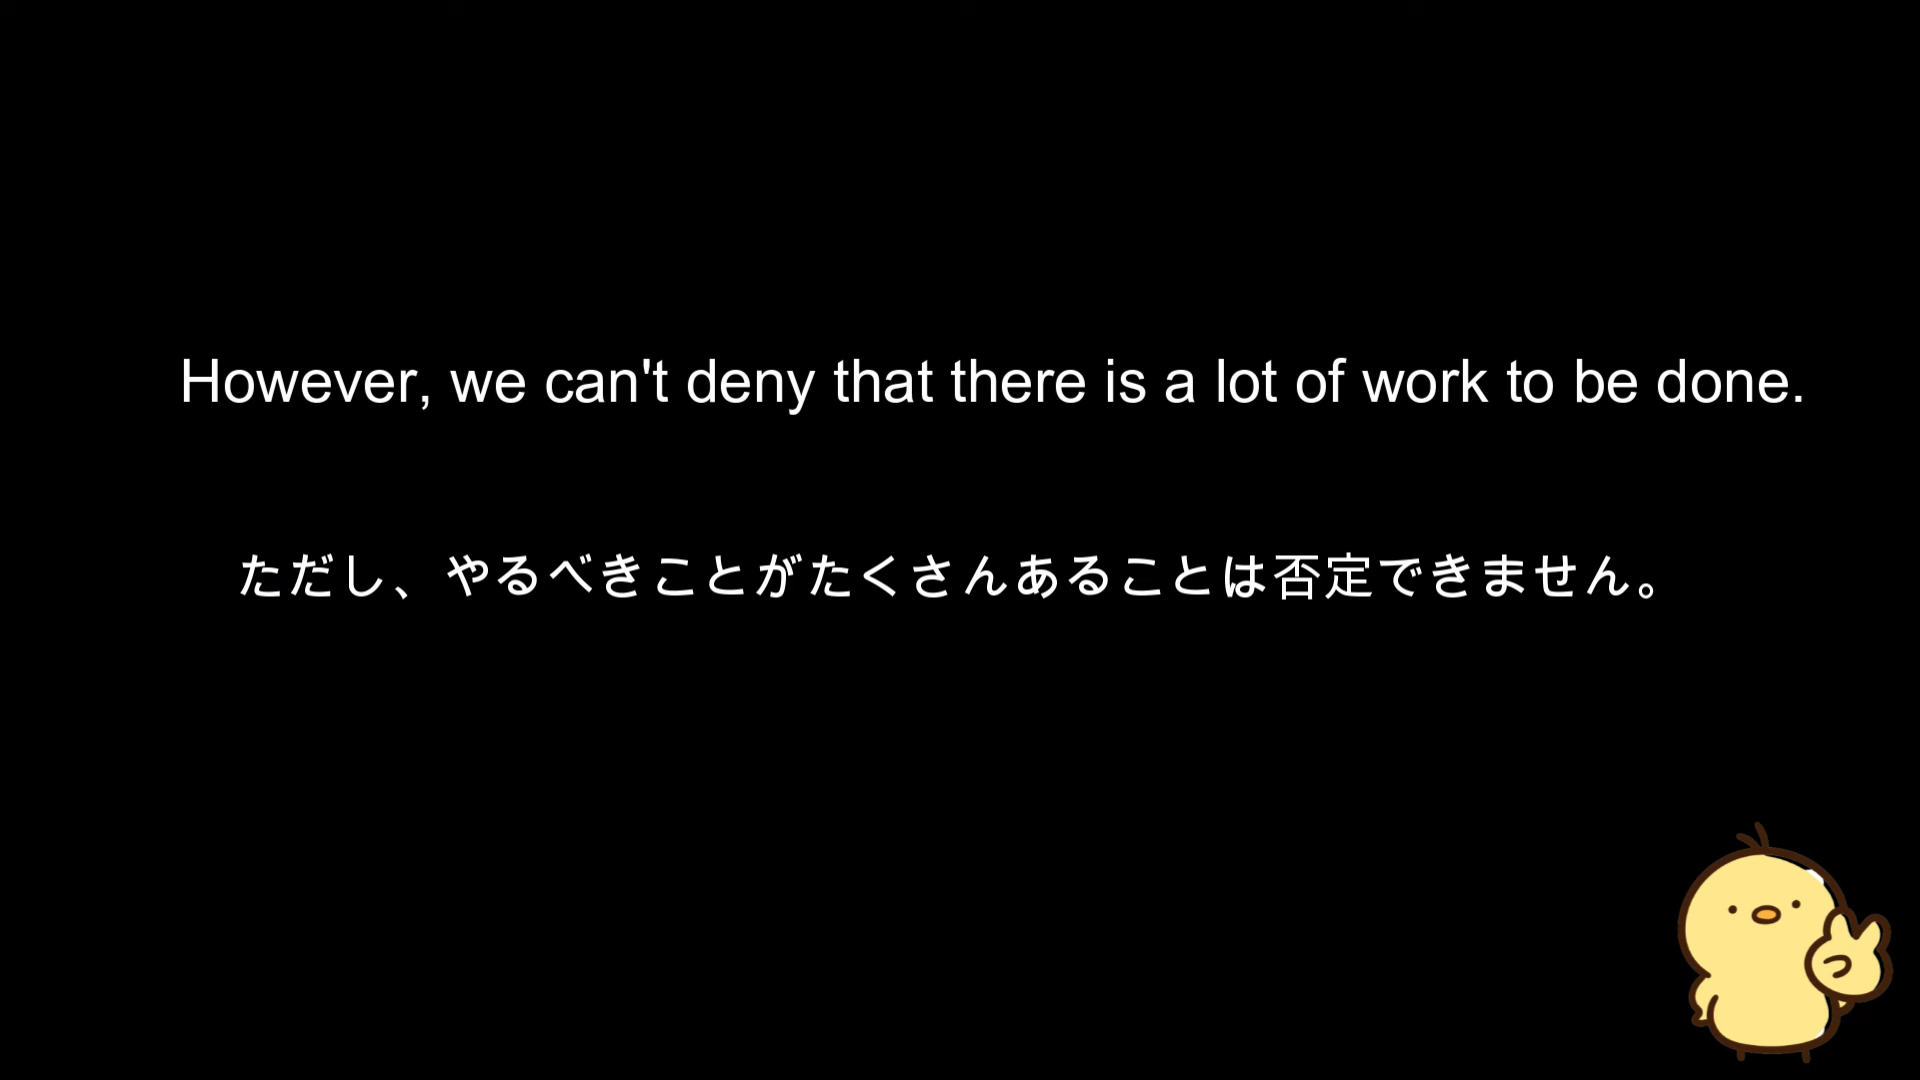 However, we can't deny that there is a lot of work to be done.
ただし、やるべきことがたくさんあることは否定できません。